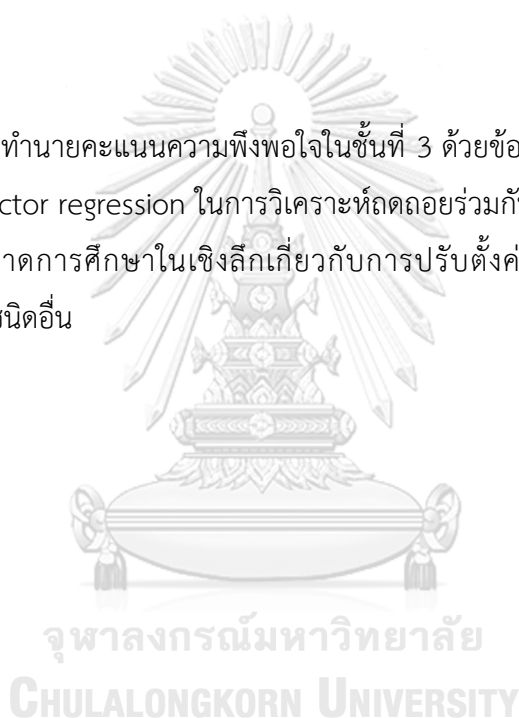 ทำนายคะแนนความพึงพอใจในชั้นที่ 3 ด้วยข้อ
ctor regression ในการวิเคราะห์ถดถอยร่วมกั
าดการศึกษาในเชิงลึกเกี่ยวกับการปรับตั้งค่
ชนิดอื่น
จุฬาลงกรณ์มหาวิทยาลัย
CHULALONGKORN UNIVERSITY